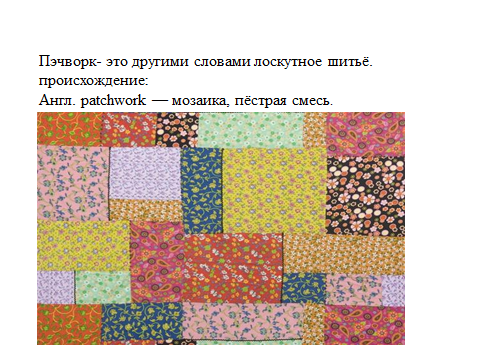 Пэчворк- это другими словами лоскутное шитьё.
происхождение:
Англ. patchwork — мозаика, пёстрая смесь.